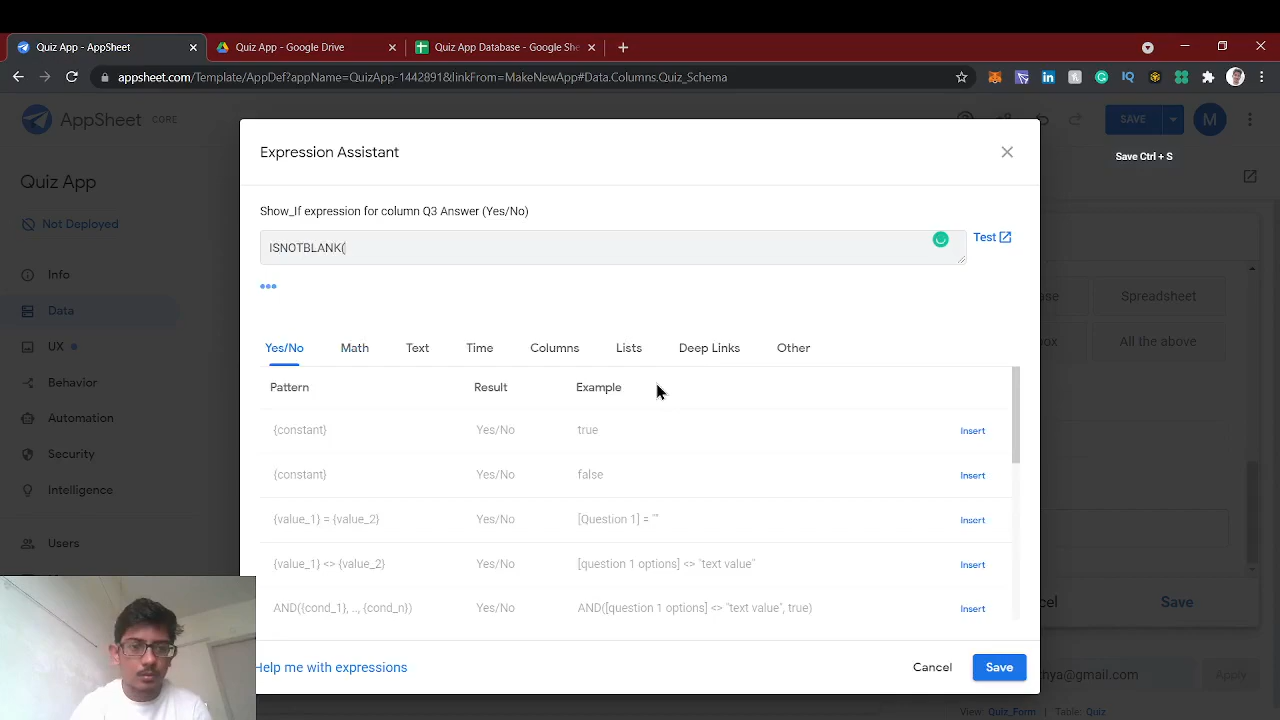 Quiz App - AppSheet
Quiz App - Google Drive
Quiz App Database - Google She
appsheet.com/Template/AppDef?appName=QuizApp-1442891&linkFrom=MakeNewApp#Data.Columns.Quiz_Schema
AppSheet CORE
SAVE
M
Save Ctrl + S
Quiz App
Not Deployed
Info
Data
UX
Behavior
Automation
Security
Intelligence
Users
Expression Assistant
Show_If expression for column Q3 Answer (Yes/No)
ISNOTBLANK(
Test
Yes/No Math Text Time Columns Lists Deep Links Other
Pattern Result Example
{constant} Yes/No true Insert
{constant} Yes/No false Insert
{value_1} = {value_2} Yes/No [Question 1] = "" Insert
{value_1} <> {value_2} Yes/No [question 1 options] <> "text value" Insert
AND({cond_1}, .., {cond_n}) Yes/No AND([question 1 options] <> "text value", true) Insert
Help me with expressions
Cancel
Save
ase
Spreadsheet
ox
All the above
cel
Save
thya@gmail.com
Apply
View: Quiz_Form | Table: Quiz